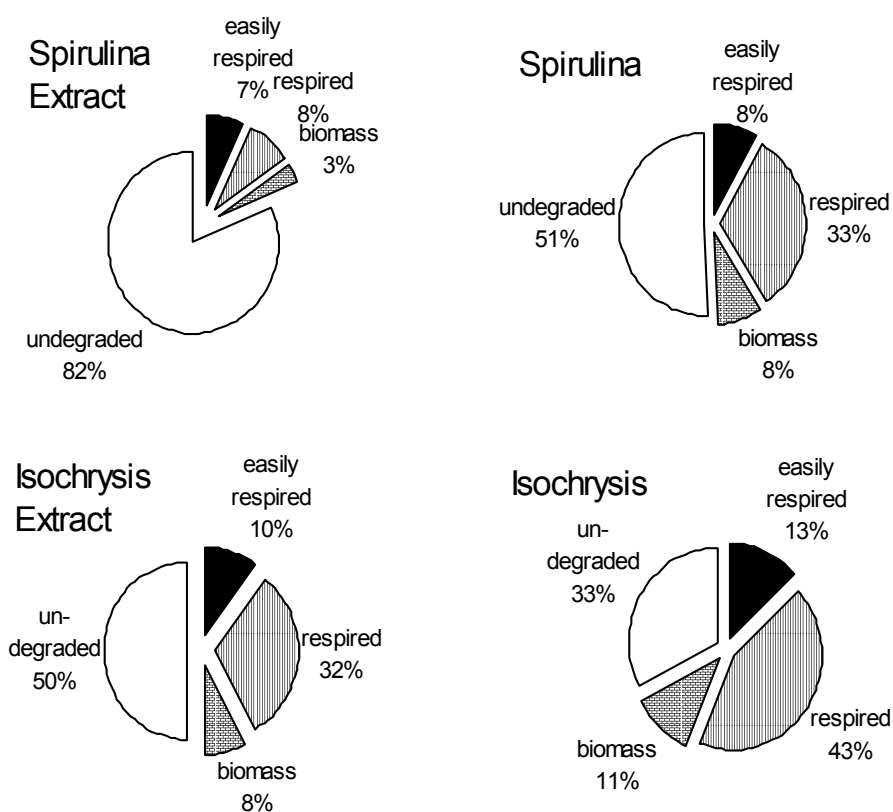 Spirulina
Extract
easily
respired
7%
respired
8%
biomass
3%
undegraded
82%
Spirulina
easily
respired
8%
respired
33%
biomass
8%
undegraded
51%
Isochrysis
Extract
easily
respired
10%
respired
32%
biomass
8%
un-
degraded
50%
Isochrysis
easily
respired
13%
respired
43%
biomass
11%
un-
degraded
33%